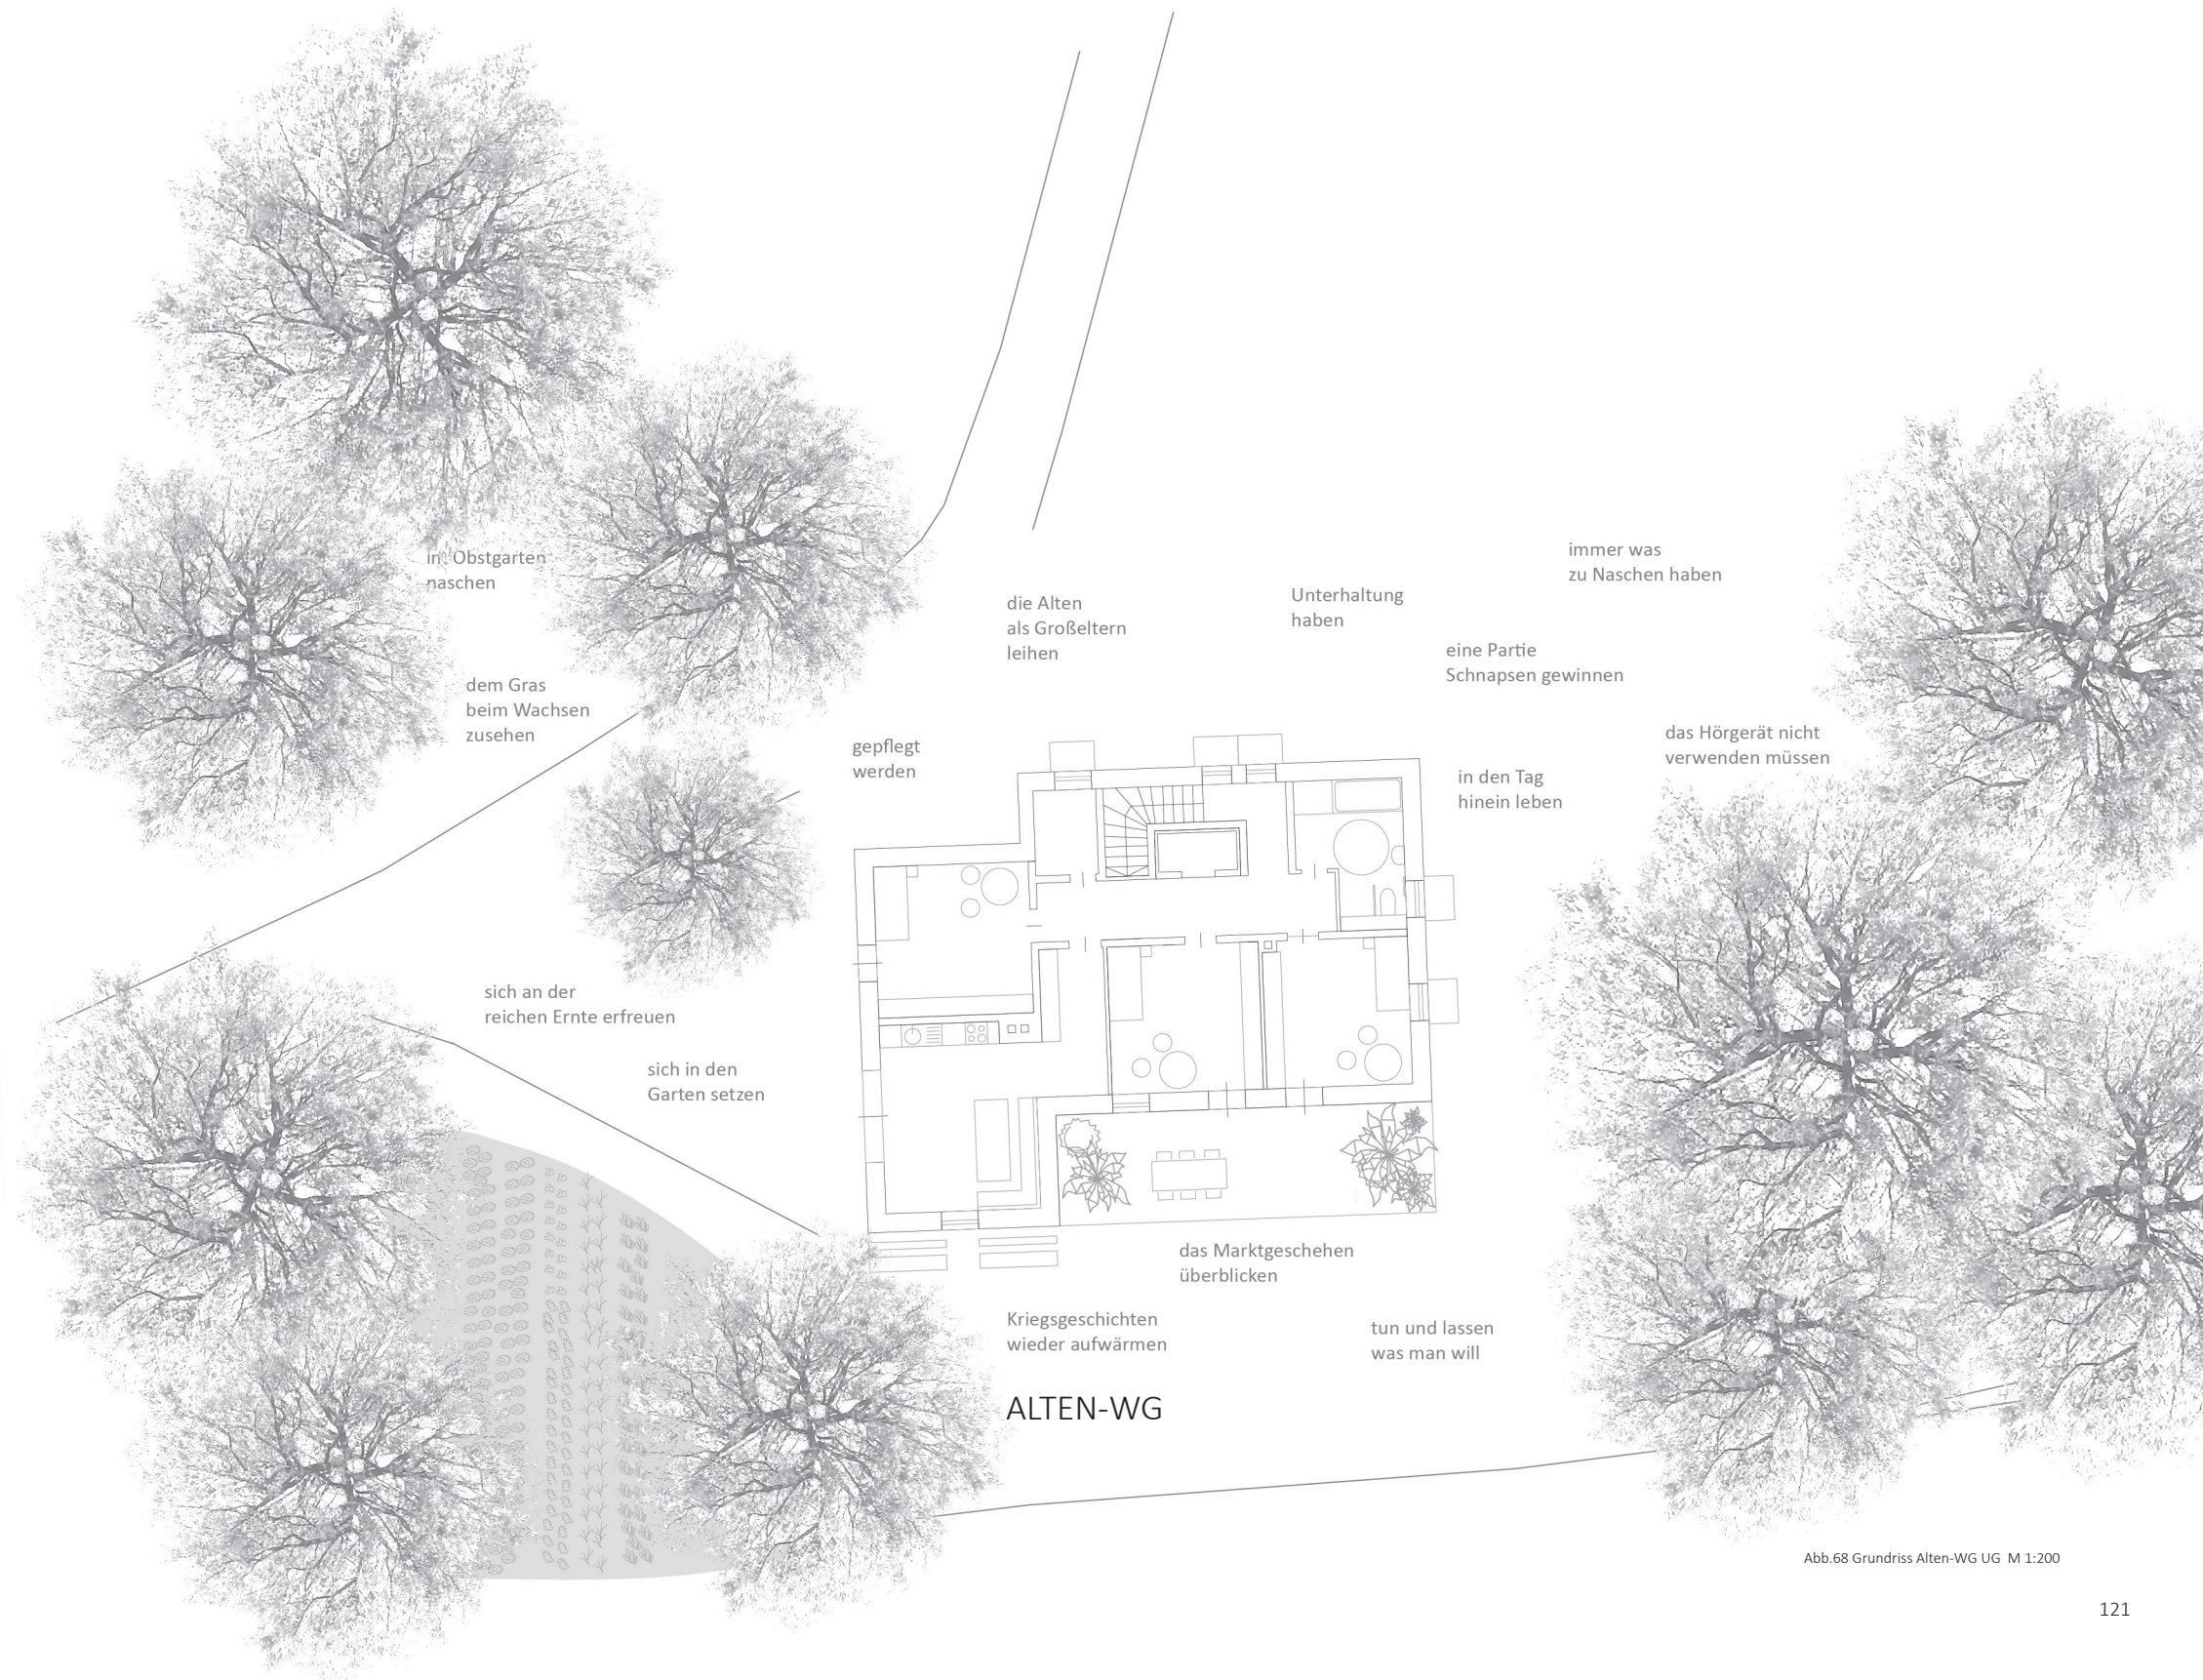 im Obstgarten
naschen
immer was
zu Naschen haben
die Alten
als Großeltern
leihen
Unterhaltung
haben
eine Partie
Schnapsen gewinnen
dem Gras
beim Wachsen
zusehen
gepflegt
werden
das Hörgerät nicht
verwenden müssen
in den Tag
hinein leben
sich an der
reichen Ernte erfreuen
sich in den
Garten setzen
das Marktgeschehen
überblicken
Kriegsgeschichten
wieder aufwärmen
tun und lassen
was man will
ALTEN-WG
Abb.68 Grundriss Alten-WG UG M 1:200
121